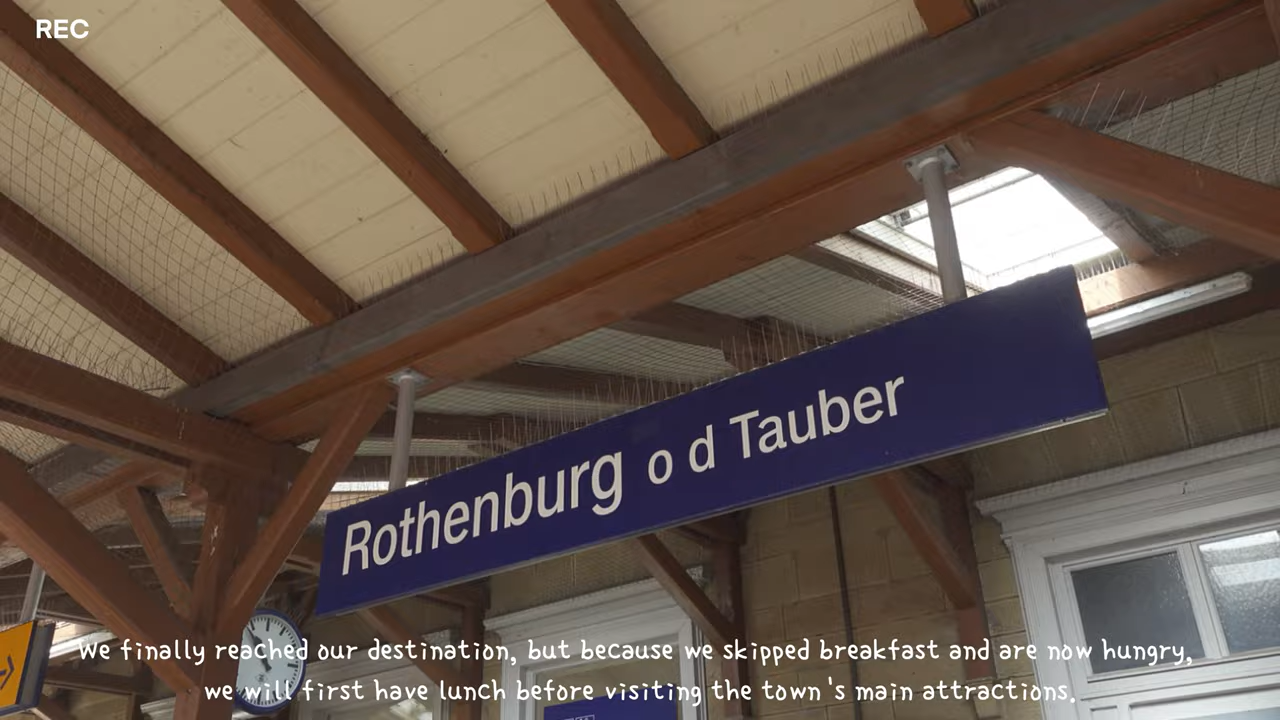 REC
Rothenburg o d Tauber
We finally reached our destination, but because we skipped breakfast and are now hungry,
we will first have lunch before visiting the town's main attractions.